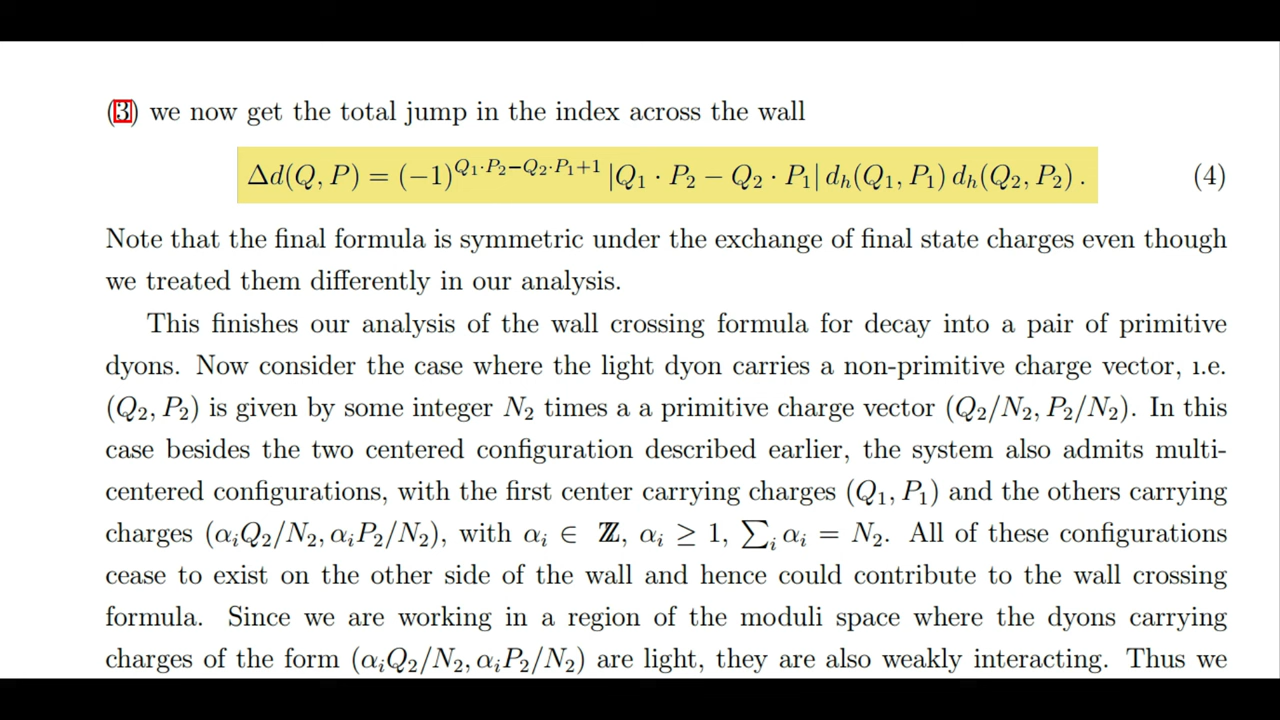 (3) we now get the total jump in the index across the wall
Δd(Q, P) = (−1)^{Q₁·P₂−Q₂·P₁+1} |Q₁ · P₂ − Q₂ · P₁| d_h(Q₁, P₁) d_h(Q₂, P₂) . (4)
Note that the final formula is symmetric under the exchange of final state charges even though
we treated them differently in our analysis.
This finishes our analysis of the wall crossing formula for decay into a pair of primitive
dyons. Now consider the case where the light dyon carries a non-primitive charge vector, ı.e.
(Q₂, P₂) is given by some integer N₂ times a a primitive charge vector (Q₂/N₂, P₂/N₂). In this
case besides the two centered configuration described earlier, the system also admits multi-
centered configurations, with the first center carrying charges (Q₁, P₁) and the others carrying
charges (αᵢQ₂/N₂, αᵢP₂/N₂), with αᵢ ∈ ℤ, αᵢ ≥ 1, ∑ᵢ αᵢ = N₂. All of these configurations
cease to exist on the other side of the wall and hence could contribute to the wall crossing
formula. Since we are working in a region of the moduli space where the dyons carrying
charges of the form (αᵢQ₂/N₂, αᵢP₂/N₂) are light, they are also weakly interacting. Thus we